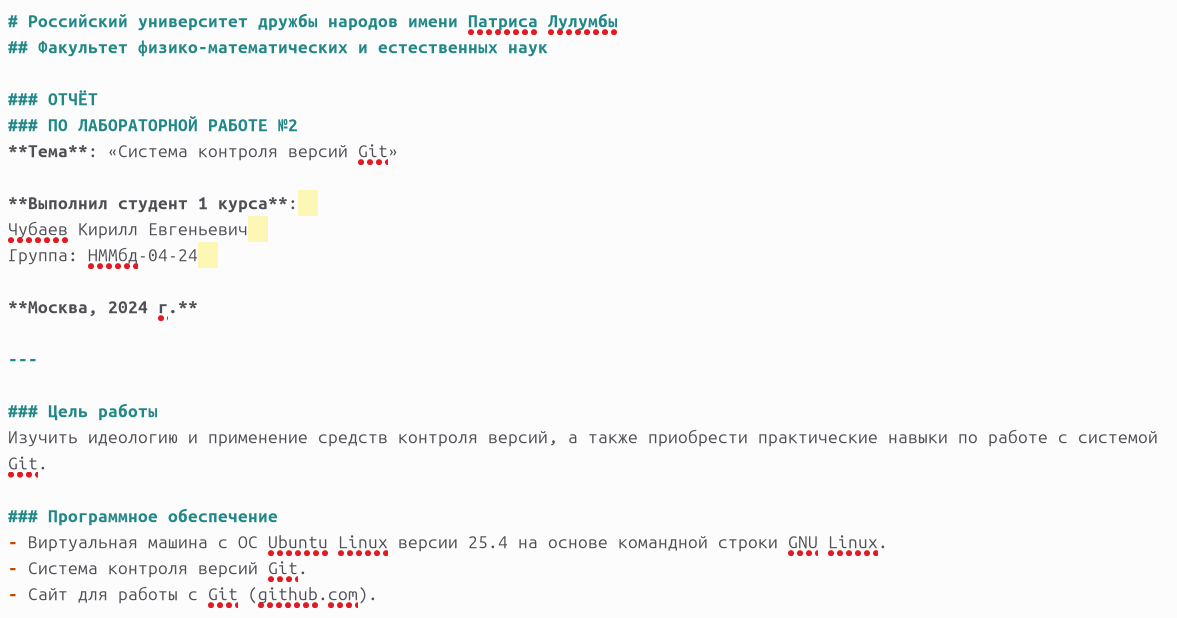 # Российский университет дружбы народов имени Патриса Лулумбы
## Факультет физико-математических и естественных наук
### ОТЧЁТ
### ПО ЛАБОРАТОРНОЙ РАБОТЕ №2
**Тема**: «Система контроля версий Git»
**Выполнил студент 1 курса**:
Чубаев Кирилл Евгеньевич
Группа: НММбд-04-24
**Москва, 2024 г.**
---
### Цель работы
Изучить идеологию и применение средств контроля версий, а также приобрести практические навыки по работе с системой
Git.
### Программное обеспечение
- Виртуальная машина с ОС Ubuntu Linux версии 25.4 на основе командной строки GNU Linux.
- Система контроля версий Git.
- Сайт для работы с Git (github.com).